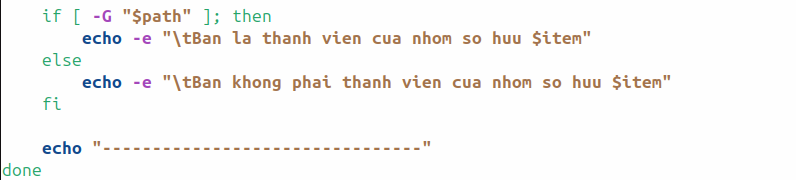 if [ -G "$path" ]; then
echo -e "\tBan la thanh vien cua nhom so huu $item"
else
echo -e "\tBan khong phai thanh vien cua nhom so huu $item"
fi
echo "--------------------------------"
done